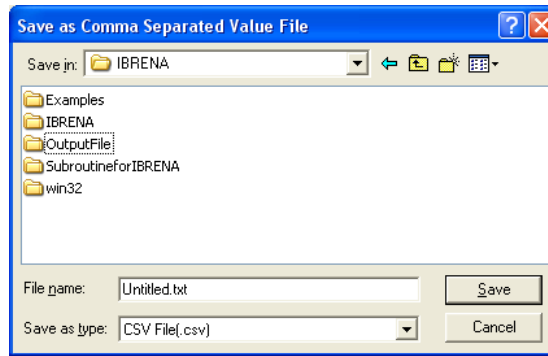 Save as Comma Separated Value File
Save in: IBRENA
Examples
IBRENA
OutputFile
SubroutineforIBRENA
win32
File name: Untitled.txt Save
Save as type: CSV File(.csv) Cancel